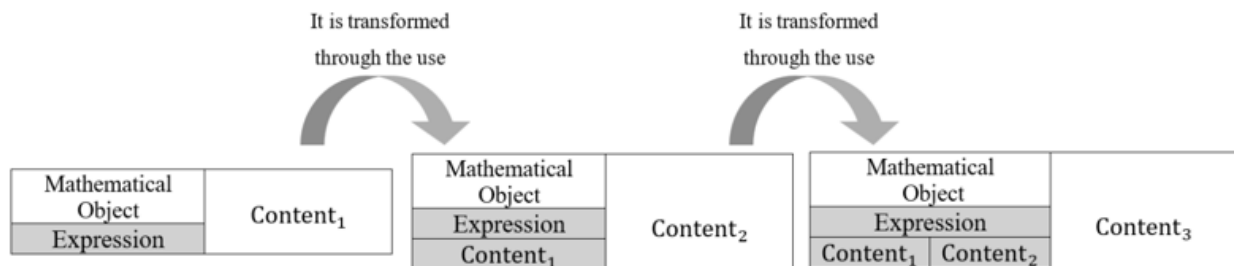 It is transformed
through the use
It is transformed
through the use
Mathematical
Object
Expression
Content₁
Mathematical
Object
Expression
Content₁
Content₂
Mathematical
Object
Expression
Content₁ Content₂
Content₃